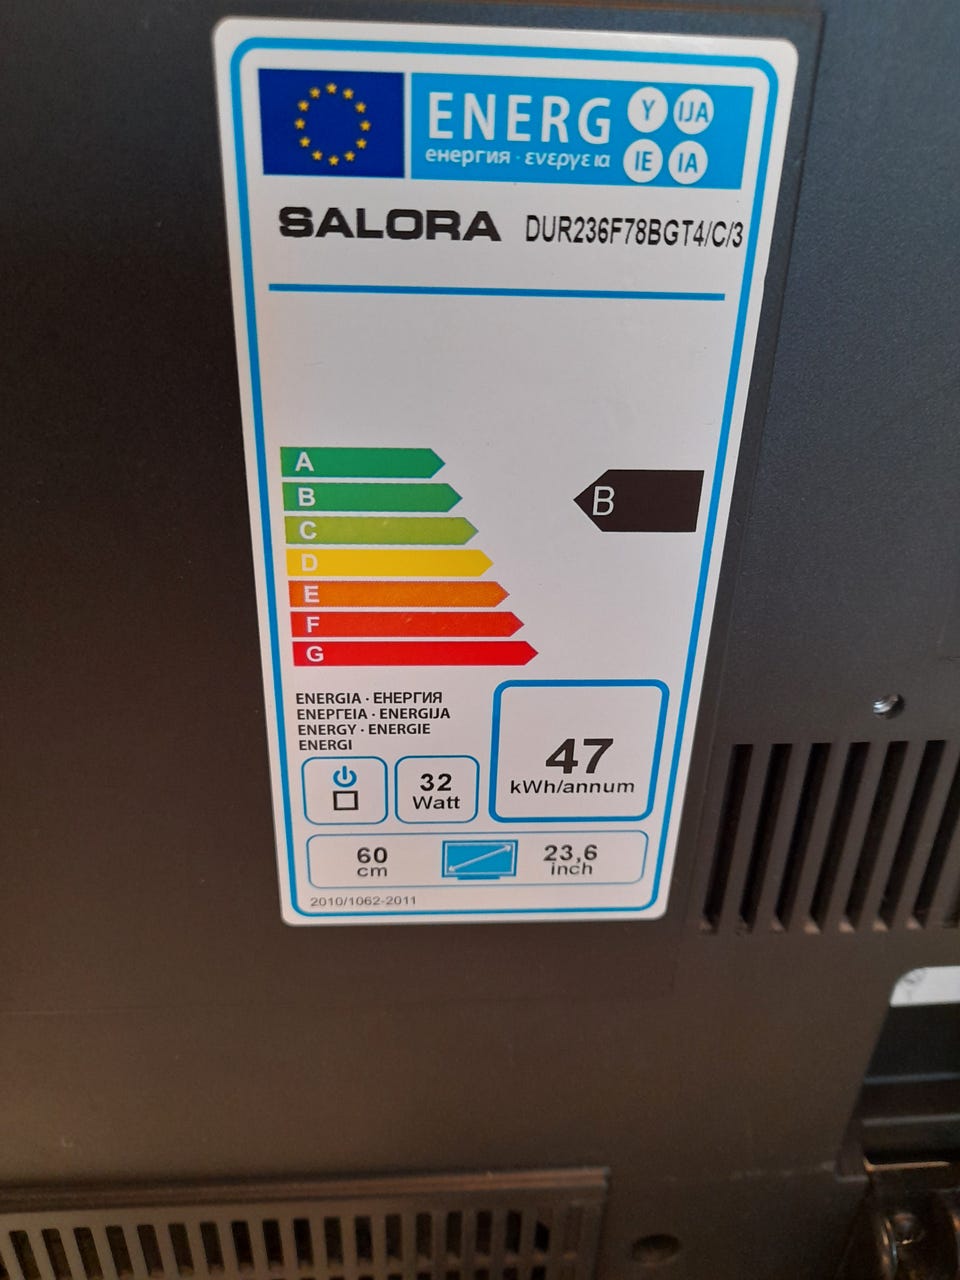 ENERG Y IJA
енергия · ενεργεια IE IA
SALORA DUR236F78BGT4/C/3
A
B
B
C
D
E
F
G
ENERGIA · ЕНЕРГИЯ
ΕΝΕΡΓΕΙΑ · ENERGIJA
ENERGY · ENERGIE
ENERGI
32
Watt
47
kWh/annum
60
cm
23,6
inch
2010/1062-2011